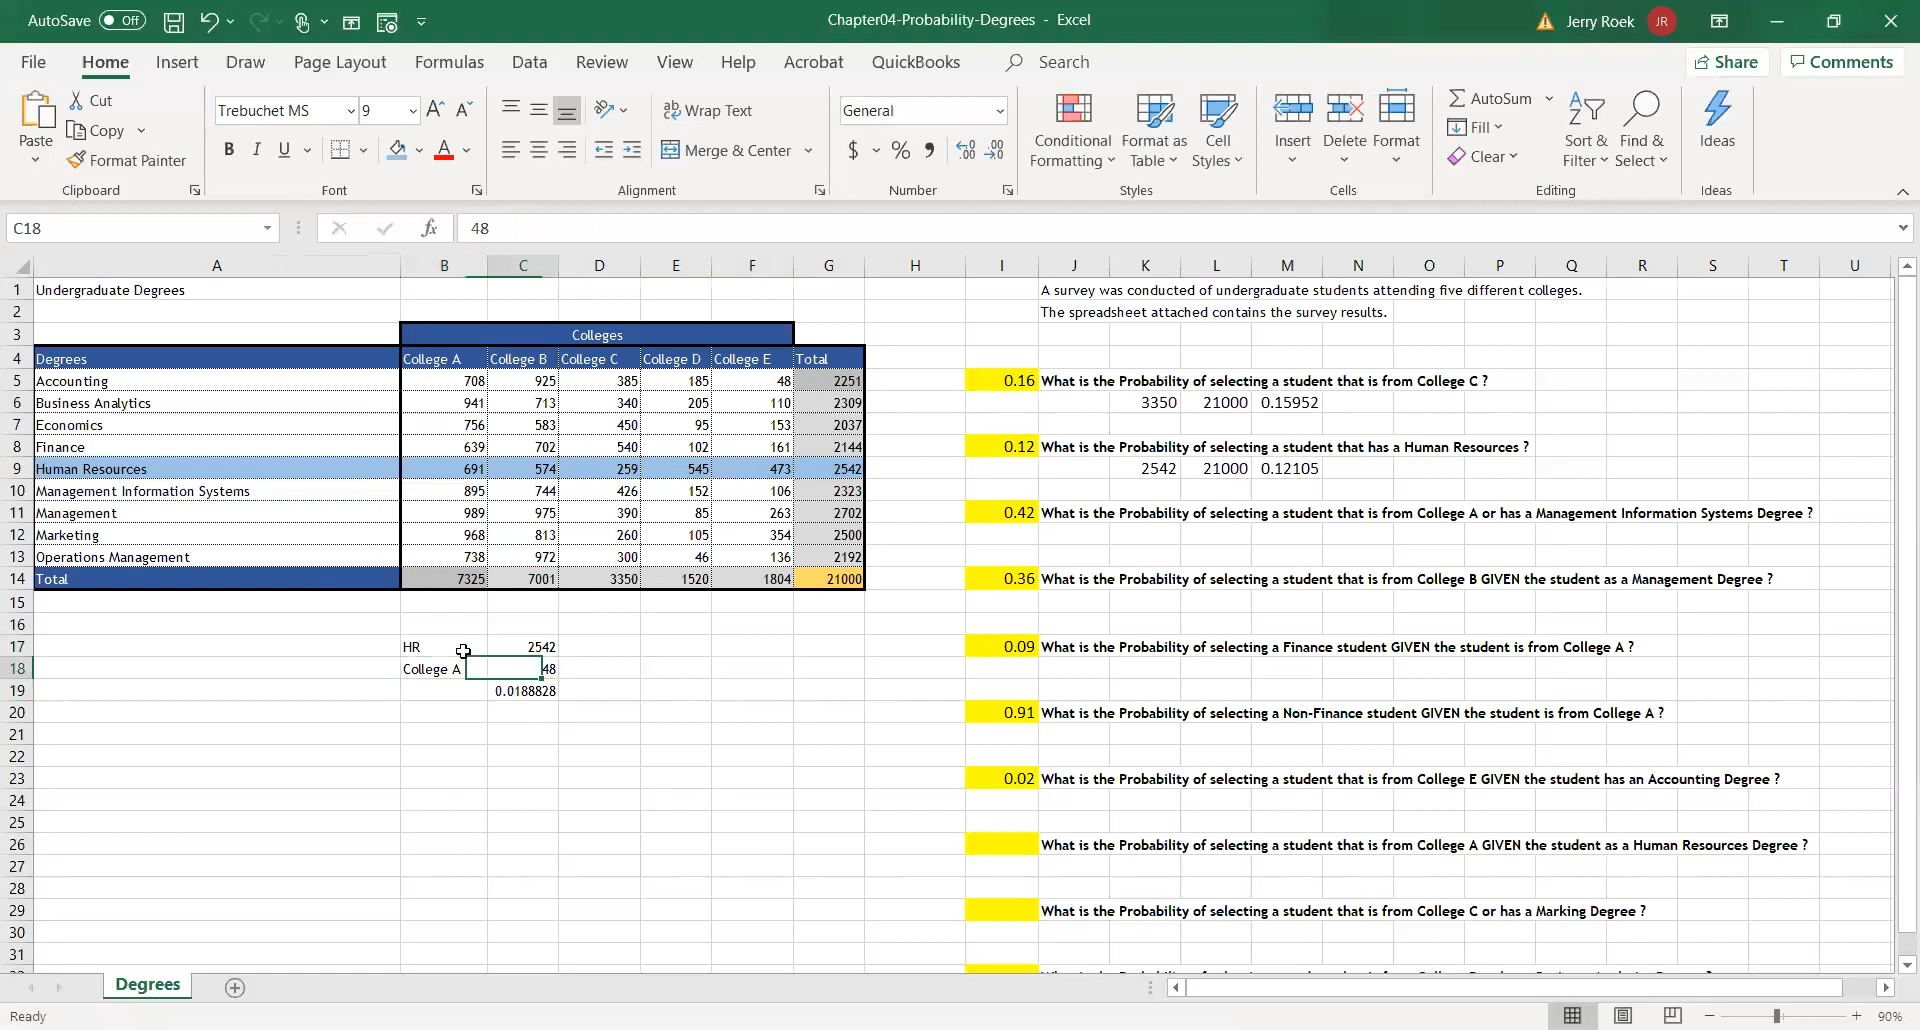 AutoSave Off Chapter04-Probability-Degrees - Excel Jerry Roek JR
File Home Insert Draw Page Layout Formulas Data Review View Help Acrobat QuickBooks Search Share Comments
Paste Cut Copy Format Painter
Clipboard
Trebuchet MS 9 A A
B I U A
Font
ab Wrap Text
Merge & Center
Alignment
General
$ % 9 .00 .00
Number
Conditional Formatting Format as Table Cell Styles
Styles
Insert Delete Format
Cells
AutoSum Fill Clear Sort & Filter Find & Select
Editing
Ideas
Ideas
C18 fx 48
A B C D E F G H I J K L M N O P Q R S T U
1 Undergraduate Degrees A survey was conducted of undergraduate students attending five different colleges.
2 The spreadsheet attached contains the survey results.
3 Colleges
4 Degrees College A College B College C College D College E Total
5 Accounting 708 925 385 185 48 2251 0.16 What is the Probability of selecting a student that is from College C ?
6 Business Analytics 941 713 340 205 110 2309 3350 21000 0.15952
7 Economics 756 583 450 95 153 2037
8 Finance 639 702 540 102 161 2144 0.12 What is the Probability of selecting a student that has a Human Resources ?
9 Human Resources 691 574 259 545 473 2542 2542 21000 0.12105
10 Management Information Systems 895 744 426 152 106 2323
11 Management 989 975 390 85 263 2702 0.42 What is the Probability of selecting a student that is from College A or has a Management Information Systems Degree ?
12 Marketing 968 813 260 105 354 2500
13 Operations Management 738 972 300 46 136 2192
14 Total 7325 7001 3350 1520 1804 21000 0.36 What is the Probability of selecting a student that is from College B GIVEN the student as a Management Degree ?
15
16
17 HR 2542 0.09 What is the Probability of selecting a Finance student GIVEN the student is from College A ?
18 College A 48
19 0.0188828
20 0.91 What is the Probability of selecting a Non-Finance student GIVEN the student is from College A ?
21
22
23 0.02 What is the Probability of selecting a student that is from College E GIVEN the student has an Accounting Degree ?
24
25
26 What is the Probability of selecting a student that is from College A GIVEN the student as a Human Resources Degree ?
27
28
29 What is the Probability of selecting a student that is from College C or has a Marking Degree ?
30
31
Degrees
Ready 90%